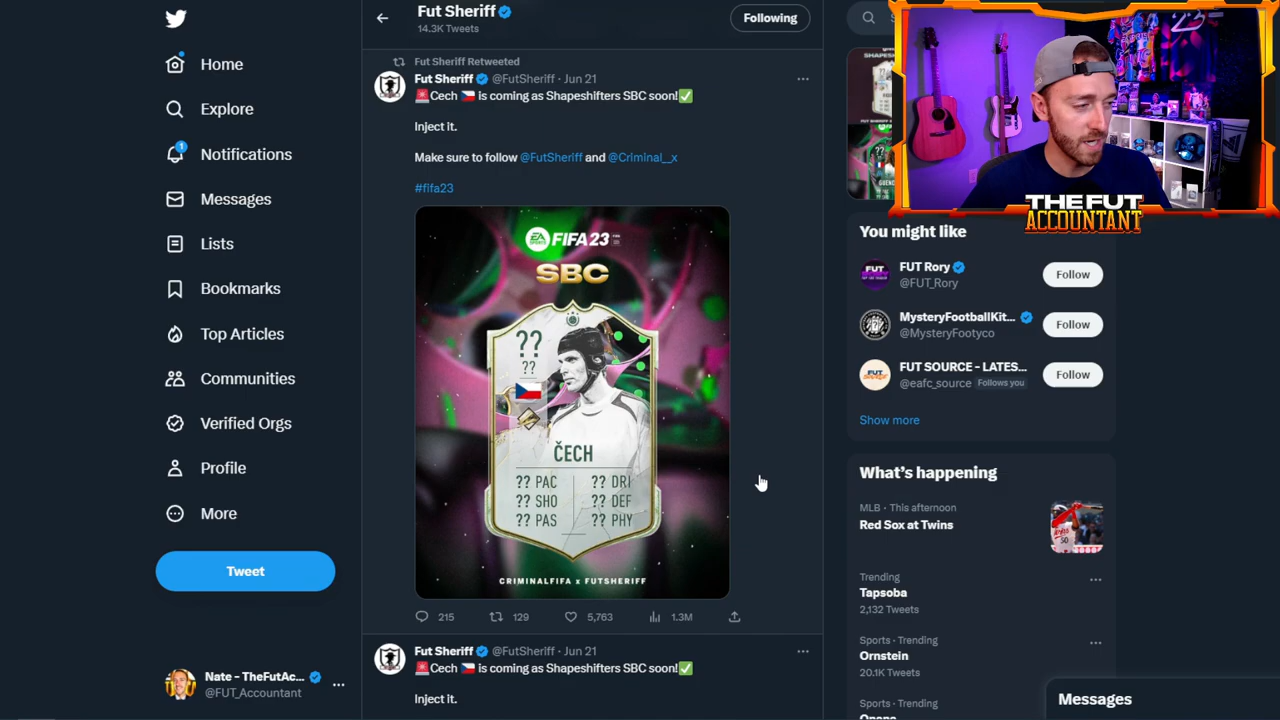 Home
Explore
Notifications
1
Messages
Lists
Bookmarks
Top Articles
Communities
Verified Orgs
Profile
More
Tweet
Nate - TheFutAc...
@FUT_Accountant
Fut Sheriff
14.3K Tweets
Following
Fut Sheriff Retweeted
Fut Sheriff @FutSheriff · Jun 21
🚨Cech 🇨🇿 is coming as Shapeshifters SBC soon!✅
Inject it.
Make sure to follow @FutSheriff and @Criminal__x
#fifa23
EA SPORTS FIFA 23
SBC
??
??
ČECH
?? PAC ?? DRI
?? SHO ?? DEF
?? PAS ?? PHY
CRIMINALFIFA x FUTSHERIFF
215 129 5,763 1.3M
Fut Sheriff @FutSheriff · Jun 21
🚨Cech 🇨🇿 is coming as Shapeshifters SBC soon!✅
Inject it.
THE FUT
ACCOUNTANT
You might like
FUT Rory
@FUT_Rory
Follow
MysteryFootballKit...
@MysteryFootyco
Follow
FUT SOURCE - LATES...
@eafc_source Follows you
Follow
Show more
What's happening
MLB · This afternoon
Red Sox at Twins
Trending
Tapsoba
2,132 Tweets
Sports · Trending
Ornstein
20.1K Tweets
Sports · Trending
Messages